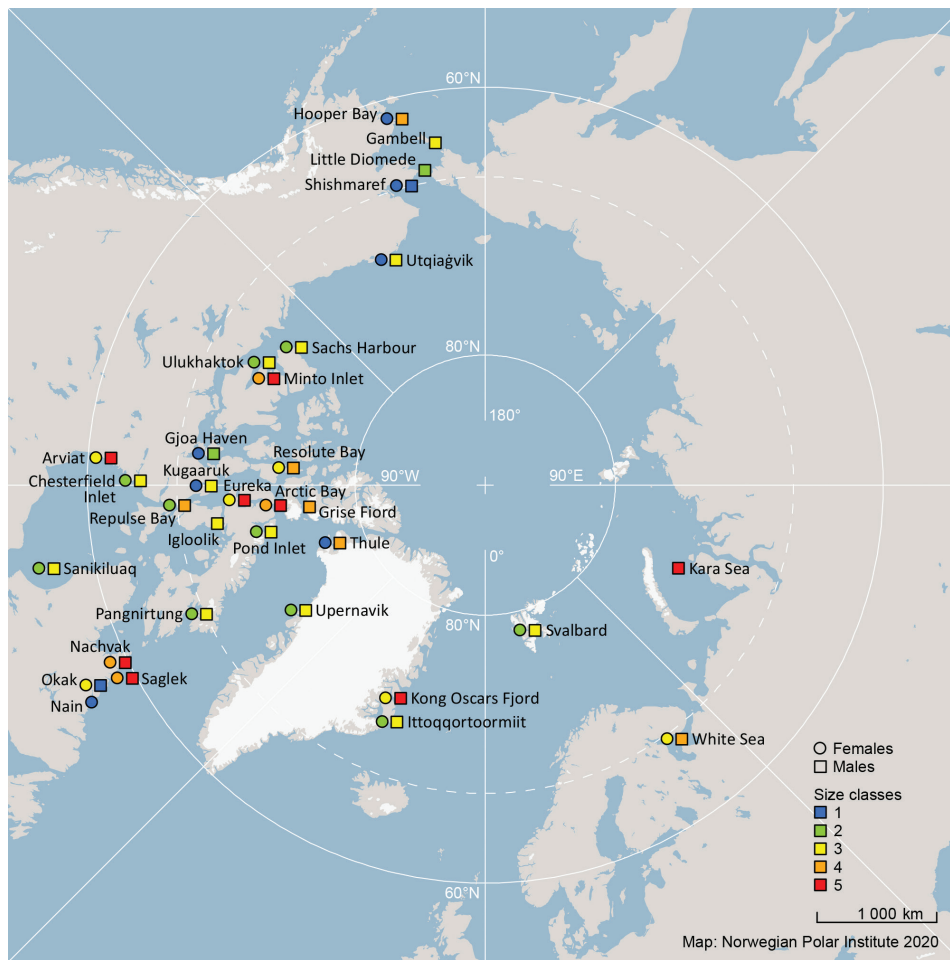 60°N
Hooper Bay
Gambell
Little Diomede
Shishmaref
Utqiaġvik
Sachs Harbour
80°N
Ulukhaktok
Minto Inlet
180°
Gjoa Haven
Resolute Bay
Arviat
Kugaaruk
Chesterfield
Inlet
Eureka
Arctic Bay
90°W
90°E
Repulse Bay
Grise Fiord
Igloolik
Pond Inlet
Thule
0°
Sanikiluaq
Kara Sea
Pangnirtung
Upernavik
80°N
Svalbard
Nachvak
Okak
Saglek
Nain
Kong Oscars Fjord
Ittoqqortoormiit
White Sea
Females
Males
Size classes
1
2
3
4
5
60°N
1 000 km
Map: Norwegian Polar Institute 2020